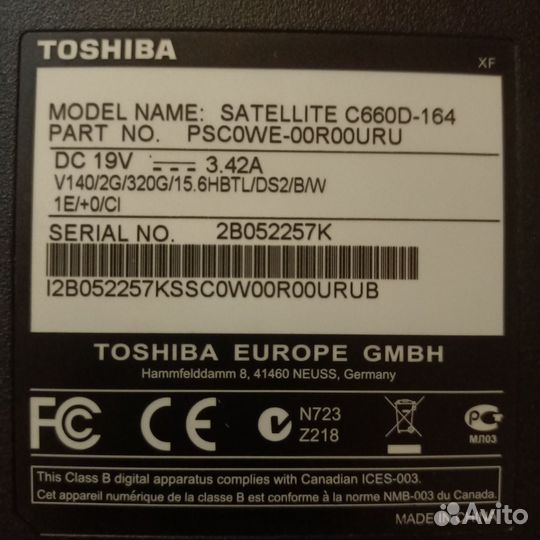 TOSHIBA
XF
MODEL NAME: SATELLITE C660D-164
PART NO. PSC0WE-00R00URU
DC 19V 3.42A
V140/2G/320G/15.6HBTL/DS2/B/W
1E/+0/CI
SERIAL NO. 2B052257K
I2B052257KSSC0W00R00URUB
TOSHIBA EUROPE GMBH
Hammfelddamm 8, 41460 NEUSS, Germany
FC CE N723
Z218
МЛ03
This Class B digital apparatus complies with Canadian ICES-003.
Cet appareil numérique de la classe B est conforme à la norme NMB-003 du Canada.
MADE IN
Avito